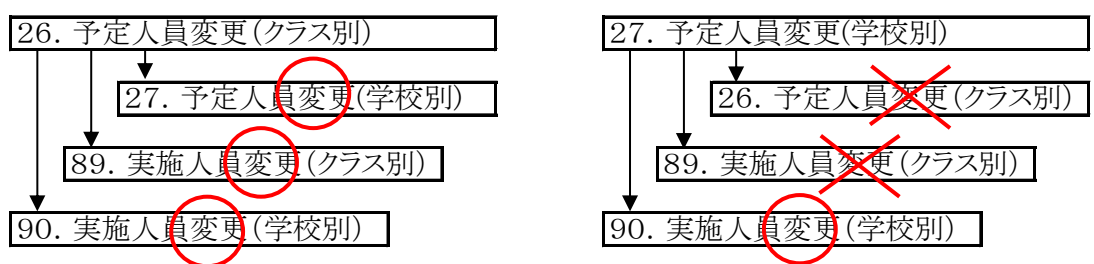 26. 予定人員変更(クラス別)
27. 予定人員変更(学校別)
89. 実施人員変更(クラス別)
90. 実施人員変更(学校別)
27. 予定人員変更(学校別)
26. 予定人員変更(クラス別)
89. 実施人員変更(クラス別)
90. 実施人員変更(学校別)